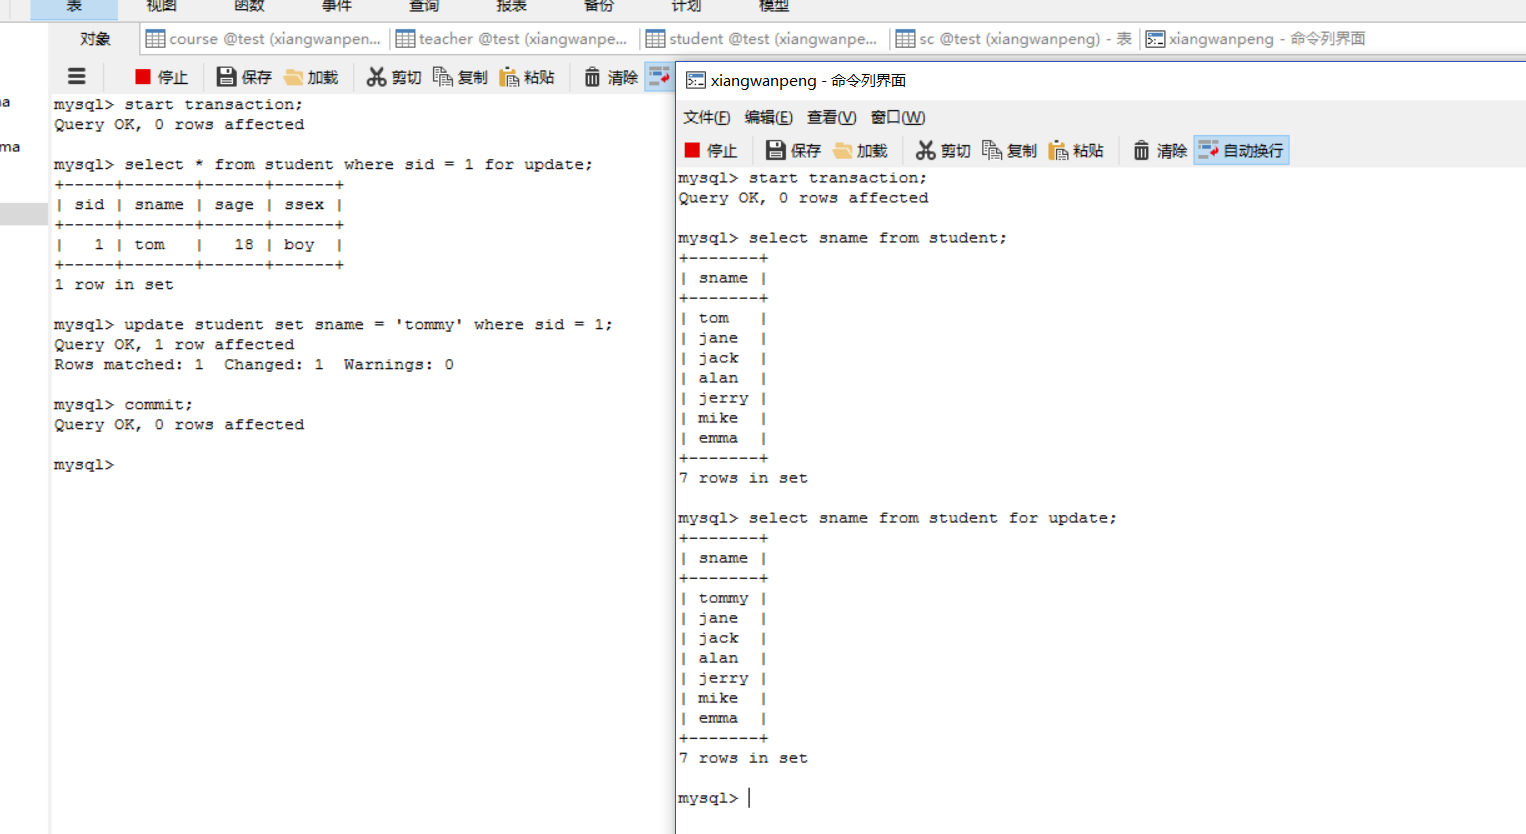 表 视图 函数 事件 查询 报表 备份 计划 模型
对象 course @test (xiangwanpen... teacher @test (xiangwanpe... student @test (xiangwanpe... sc @test (xiangwanpeng) - 表 xiangwanpeng - 命令列界面
停止 保存 加载 剪切 复制 粘贴 清除
mysql> start transaction;
Query OK, 0 rows affected
mysql> select * from student where sid = 1 for update;
+-----+-------+------+------+
| sid | sname | sage | ssex |
+-----+-------+------+------+
|   1 | tom   |   18 | boy  |
+-----+-------+------+------+
1 row in set
mysql> update student set sname = 'tommy' where sid = 1;
Query OK, 1 row affected
Rows matched: 1  Changed: 1  Warnings: 0
mysql> commit;
Query OK, 0 rows affected
mysql>
xiangwanpeng - 命令列界面
文件(F) 编辑(E) 查看(V) 窗口(W)
停止 保存 加载 剪切 复制 粘贴 清除 自动换行
mysql> start transaction;
Query OK, 0 rows affected
mysql> select sname from student;
+-------+
| sname |
+-------+
| tom   |
| jane  |
| jack  |
| alan  |
| jerry |
| mike  |
| emma  |
+-------+
7 rows in set
mysql> select sname from student for update;
+-------+
| sname |
+-------+
| tommy |
| jane  |
| jack  |
| alan  |
| jerry |
| mike  |
| emma  |
+-------+
7 rows in set
mysql>